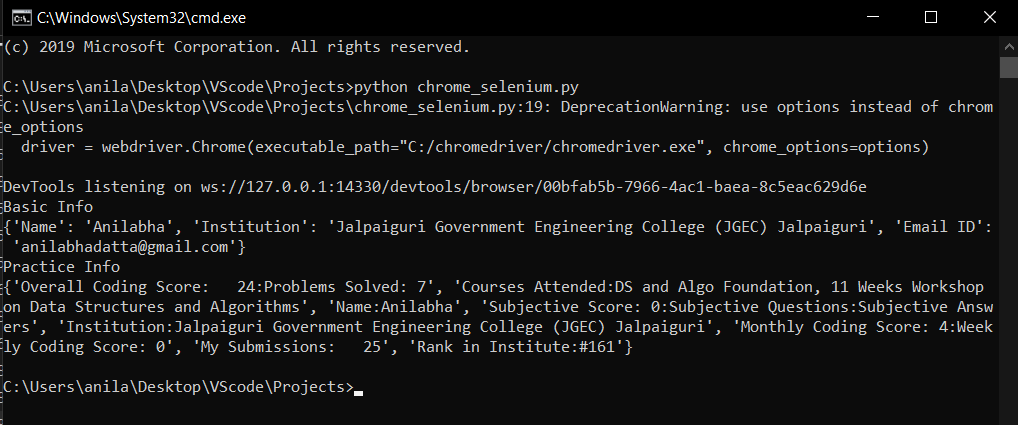 C:\Windows\System32\cmd.exe
(c) 2019 Microsoft Corporation. All rights reserved.
C:\Users\anila\Desktop\VScode\Projects>python chrome_selenium.py
C:\Users\anila\Desktop\VScode\Projects\chrome_selenium.py:19: DeprecationWarning: use options instead of chrom
e_options
  driver = webdriver.Chrome(executable_path="C:/chromedriver/chromedriver.exe", chrome_options=options)
DevTools listening on ws://127.0.0.1:14330/devtools/browser/00bfab5b-7966-4ac1-baea-8c5eac629d6e
Basic Info
{'Name': 'Anilabha', 'Institution': 'Jalpaiguri Government Engineering College (JGEC) Jalpaiguri', 'Email ID':
 'anilabhadatta@gmail.com'}
Practice Info
{'Overall Coding Score:   24:Problems Solved: 7', 'Courses Attended:DS and Algo Foundation, 11 Weeks Workshop
on Data Structures and Algorithms', 'Name:Anilabha', 'Subjective Score: 0:Subjective Questions:Subjective Answ
ers', 'Institution:Jalpaiguri Government Engineering College (JGEC) Jalpaiguri', 'Monthly Coding Score: 4:Week
ly Coding Score: 0', 'My Submissions:   25', 'Rank in Institute:#161'}
C:\Users\anila\Desktop\VScode\Projects>